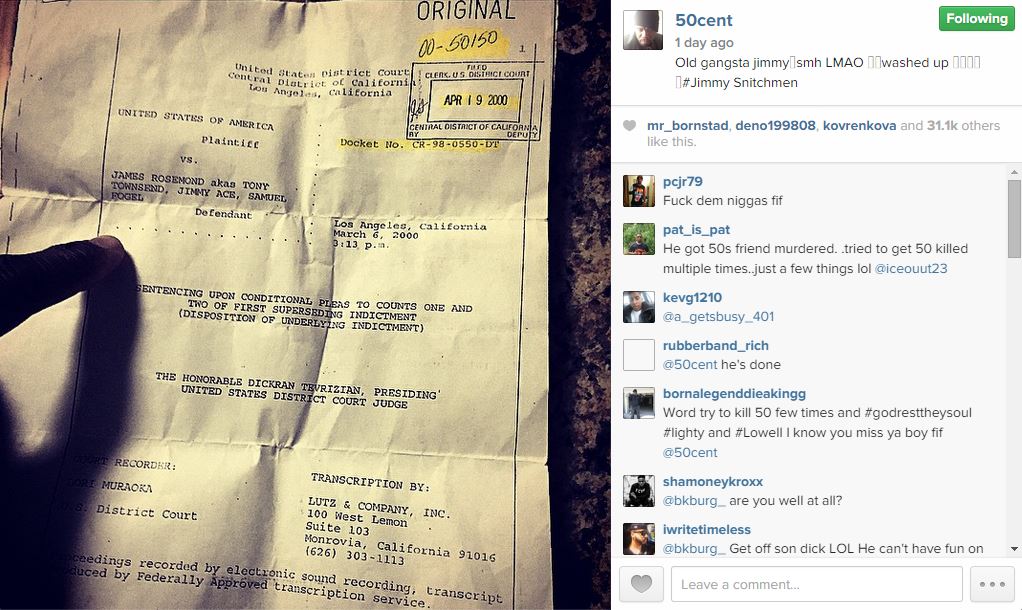 ORIGINAL
00-50150
1
United States District Court
Central District of California
Los Angeles, California
FILED
CLERK, U.S. DISTRICT COURT
APR 19 2000
CENTRAL DISTRICT OF CALIFORNIA
BY DEPUTY
UNITED STATES OF AMERICA
Plaintiff
vs.
Docket No. CR-98-0550-DT
JAMES ROSEMOND akas TONY
TOWNSEND, JIMMY ACE, SAMUEL
FOGEL
Defendant
Los Angeles, California
March 6, 2000
3:13 p.m.
SENTENCING UPON CONDITIONAL PLEAS TO COUNTS ONE AND
TWO OF FIRST SUPERSEDING INDICTMENT
(DISPOSITION OF UNDERLYING INDICTMENT)
THE HONORABLE DICKRAN TEVRIZIAN, PRESIDING
UNITED STATES DISTRICT COURT JUDGE
COURT RECORDER:
LORI MURAOKA
U.S. District Court
TRANSCRIPTION BY:
LUTZ & COMPANY, INC.
100 West Lemon
Suite 103
Monrovia, California 91016
(626) 303-1113
Proceedings recorded by electronic sound recording, transcript
produced by Federally Approved transcription service.
50cent
Following
1 day ago
Old gangsta jimmy smh LMAO washed up
#Jimmy Snitchmen
mr_bornstad, deno199808, kovrenkova and 31.1k others
like this.
pcjr79
Fuck dem niggas fif
pat_is_pat
He got 50s friend murdered. .tried to get 50 killed
multiple times..just a few things lol @iceouut23
kevg1210
@a_getsbusy_401
rubberband_rich
@50cent he's done
bornalegenddieakingg
Word try to kill 50 few times and #godresttheysoul
#lighty and #Lowell I know you miss ya boy fif
@50cent
shamoneykroxx
@bkburg_ are you well at all?
iwritetimeless
@bkburg_ Get off son dick LOL He can't have fun on
Leave a comment...